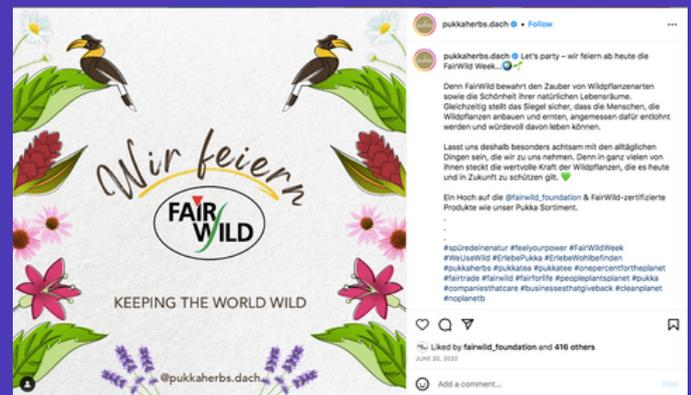 Wir feiern
FAIR
WILD
KEEPING THE WORLD WILD
@pukkaherbs.dach
pukkaherbs.dach • Follow
pukkaherbs.dach Let's party – wir feiern ab heute die
FairWild Week...🌍🌱
Denn FairWild bewahrt den Zauber von Wildpflanzenarten
sowie die Schönheit ihrer natürlichen Lebensräume.
Gleichzeitig stellt das Siegel sicher, dass die Menschen, die
Wildpflanzen anbauen und ernten, angemessen dafür entlohnt
werden und würdevoll davon leben können.
Lasst uns deshalb besonders achtsam mit den alltäglichen
Dingen sein, die wir zu uns nehmen. Denn in ganz vielen von
ihnen steckt die wertvolle Kraft der Wildpflanzen, die es heute
und in Zukunft zu schützen gilt. 💚
Ein Hoch auf die @fairwild_foundation & FairWild-zertifizierte
Produkte wie unser Pukka Sortiment.
.
.
.
#spüredeinenatur #feelyourpower #FairWildWeek
#WeUseWild #ErlebePukka #ErlebeWohlbefinden
#pukkaherbs #pukkatea #pukkatee #onepercentfortheplanet
#fairtrade #fairwild #fairforlife #peopleplantsplanet #pukka
#companiesthatcare #businessesthatgiveback #cleanplanet
#noplanetb
Liked by fairwild_foundation and 416 others
JUNE 20, 2022
Add a comment...
Post